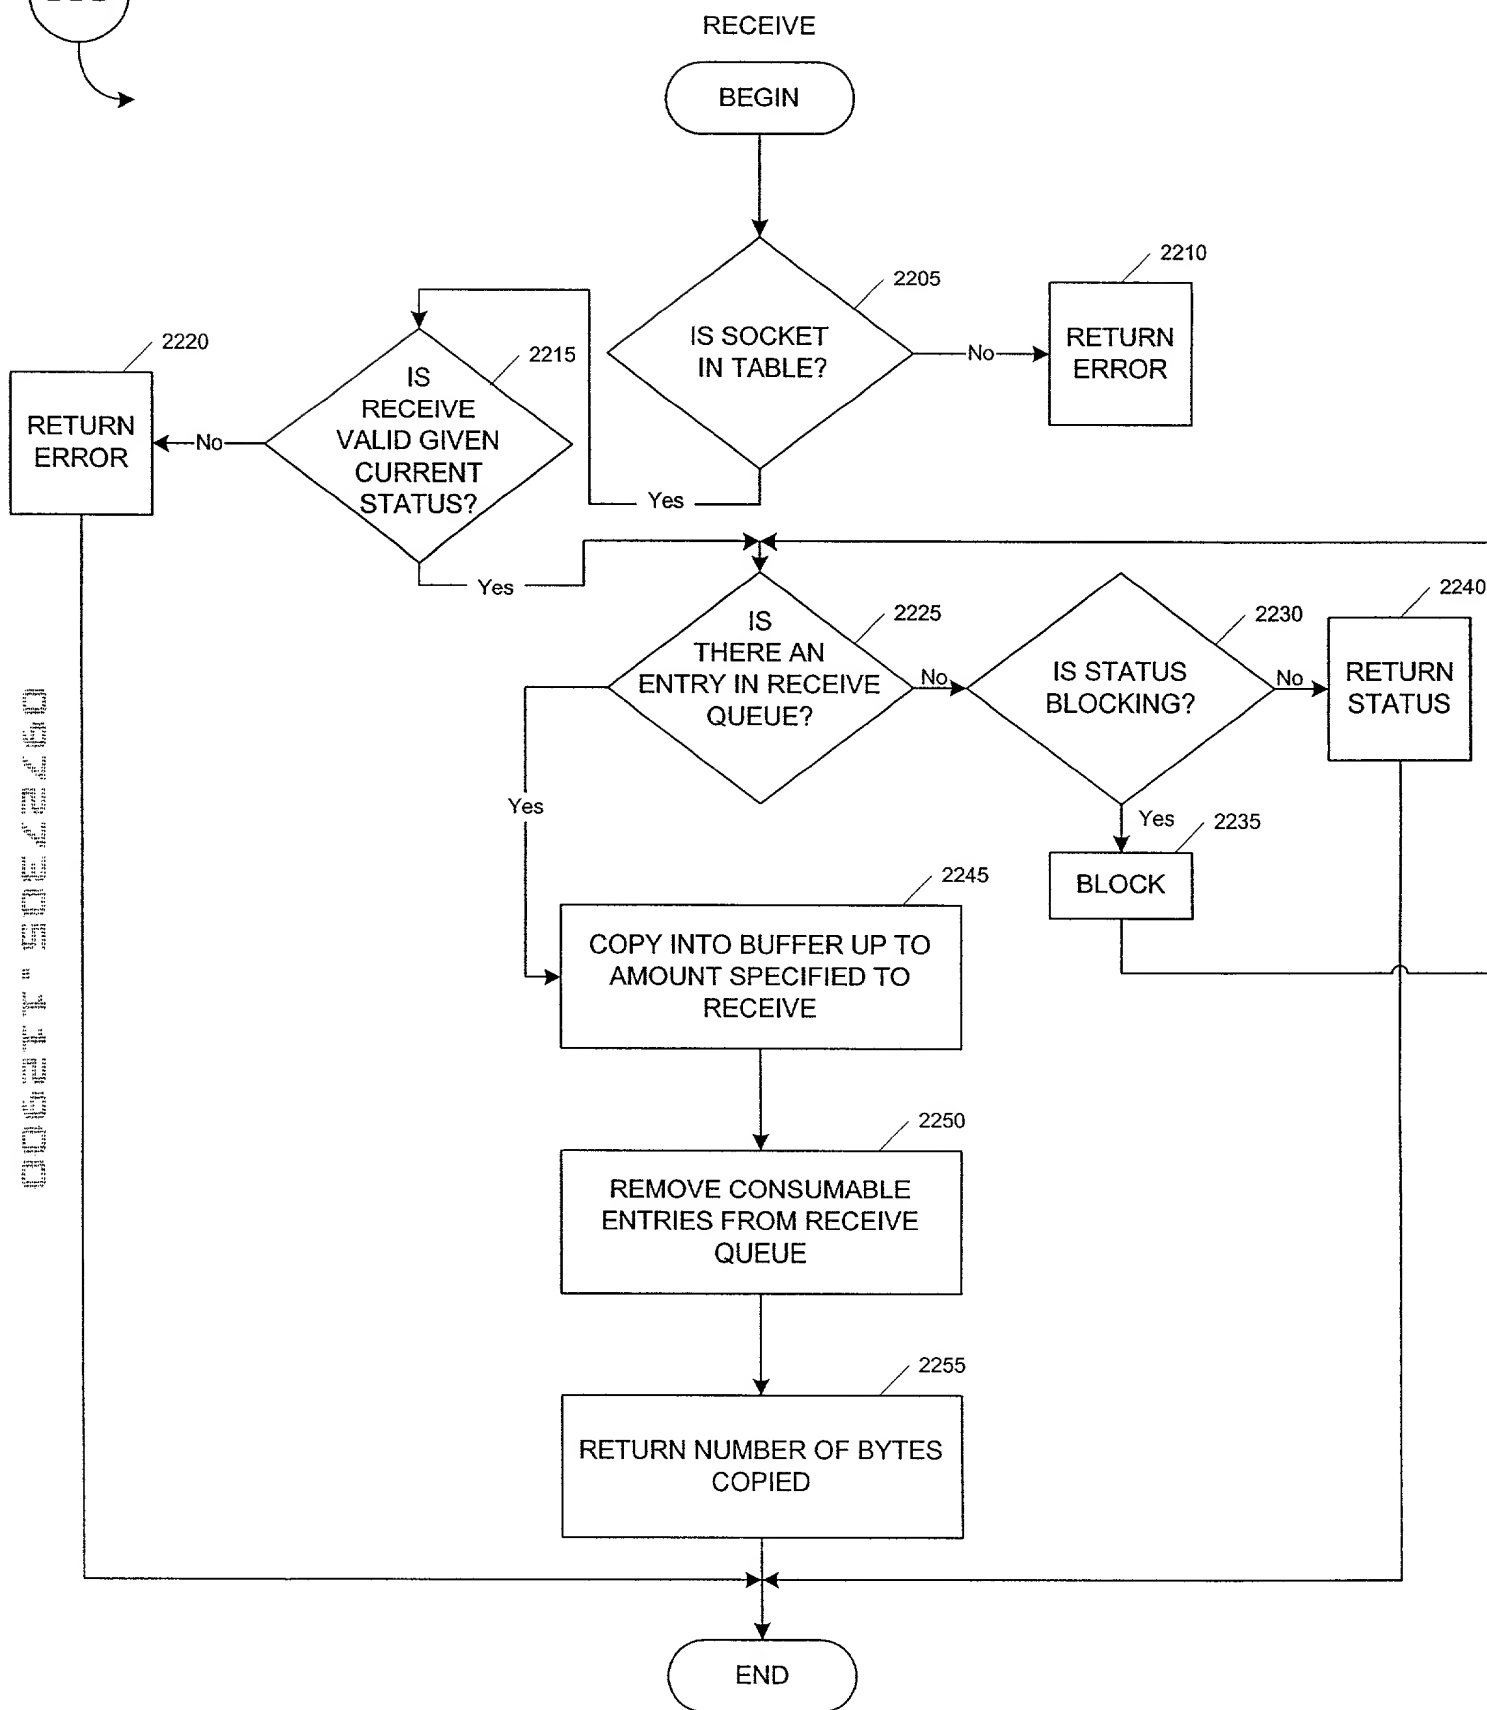 RECEIVE
BEGIN
2205
IS SOCKET
IN TABLE?
No
2210
RETURN
ERROR
Yes
2215
IS
RECEIVE
VALID GIVEN
CURRENT
STATUS?
No
2220
RETURN
ERROR
Yes
2225
IS
THERE AN
ENTRY IN RECEIVE
QUEUE?
No
2230
IS STATUS
BLOCKING?
No
2240
RETURN
STATUS
Yes
2235
BLOCK
Yes
2245
COPY INTO BUFFER UP TO
AMOUNT SPECIFIED TO
RECEIVE
2250
REMOVE CONSUMABLE
ENTRIES FROM RECEIVE
QUEUE
2255
RETURN NUMBER OF BYTES
COPIED
END
09727305.112900